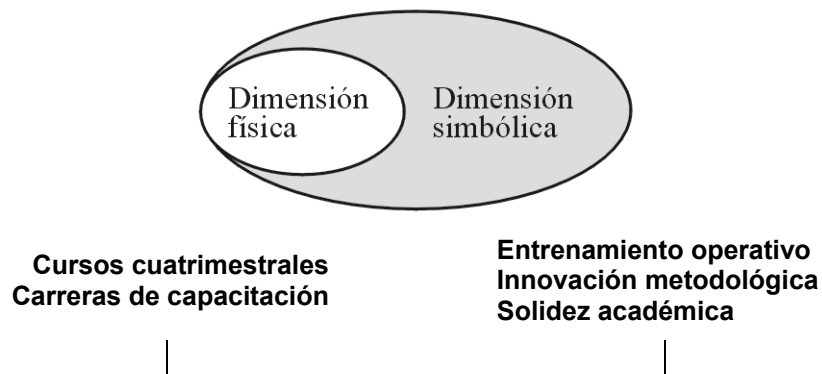 Dimensión
física
Dimensión
simbólica
Cursos cuatrimestrales
Carreras de capacitación
Entrenamiento operativo
Innovación metodológica
Solidez académica